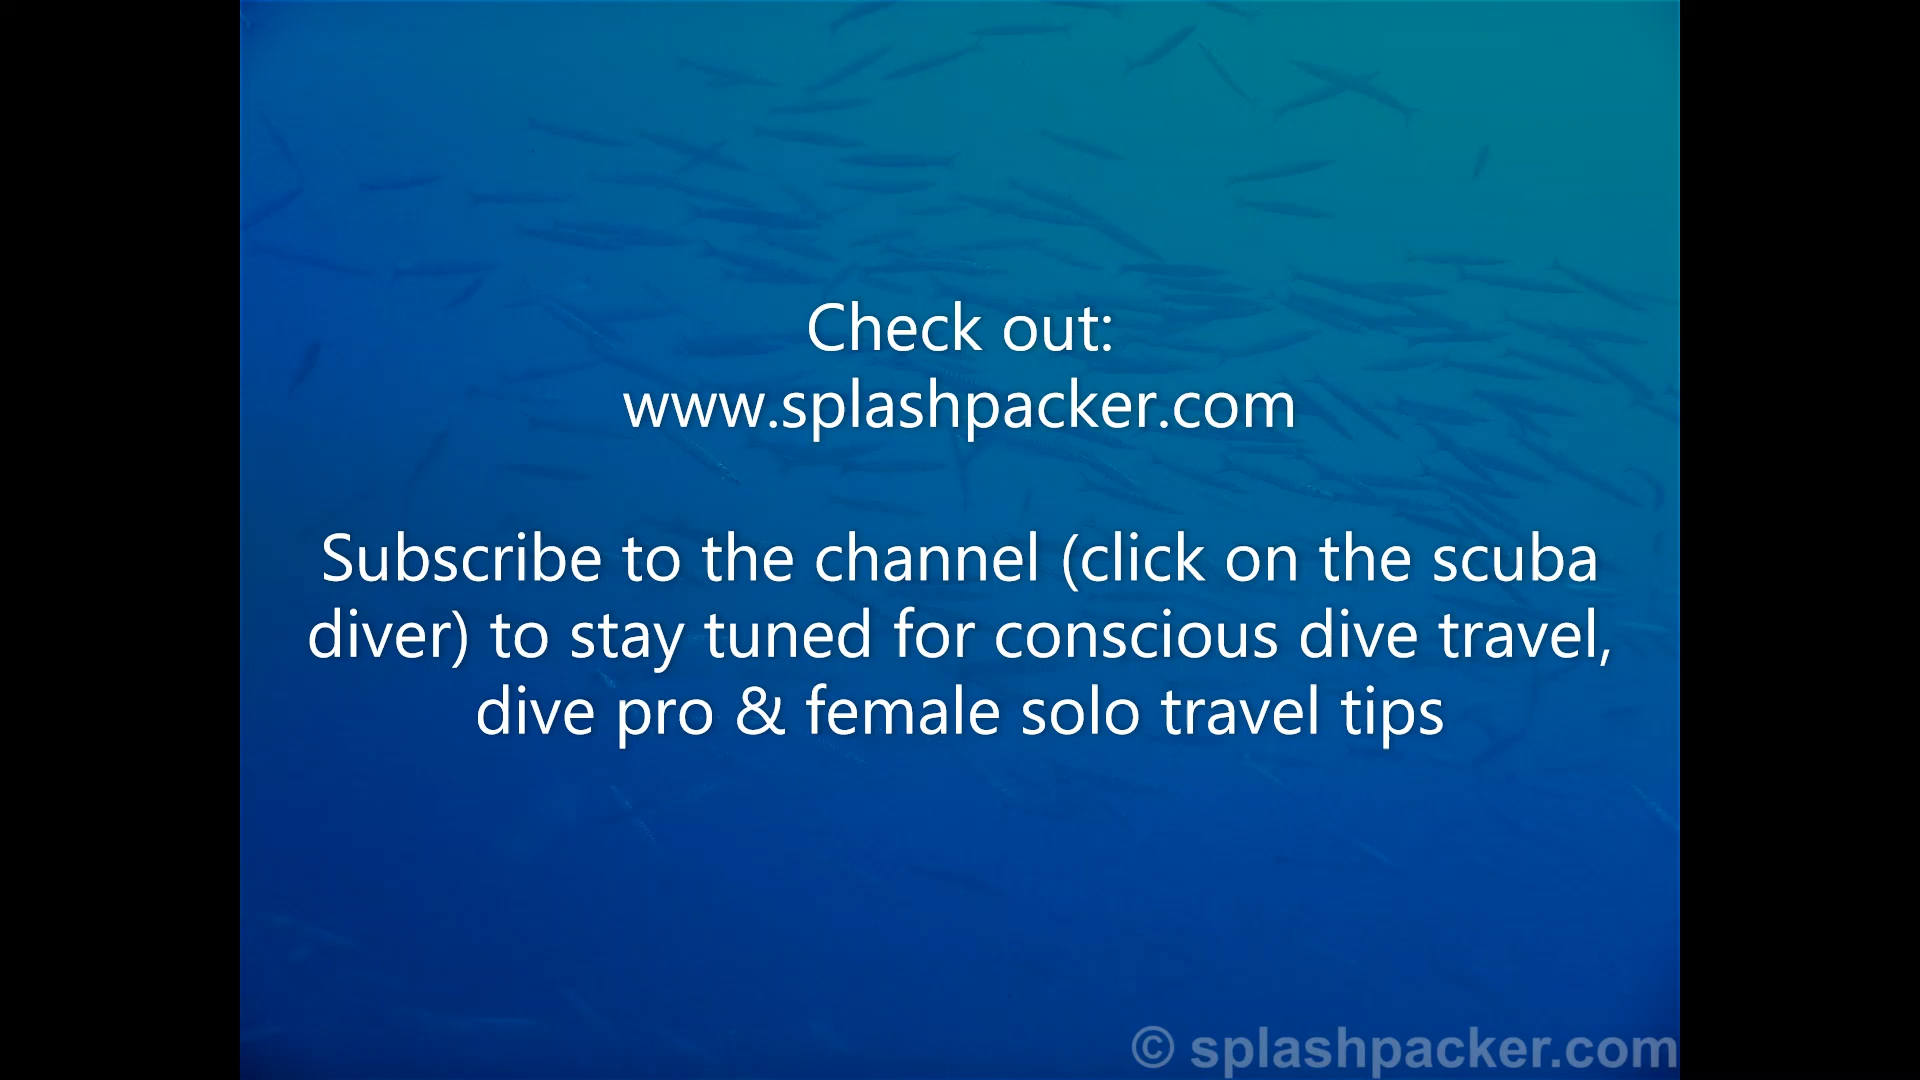 Check out:
www.splashpacker.com
Subscribe to the channel (click on the scuba
diver) to stay tuned for conscious dive travel,
dive pro & female solo travel tips
© splashpacker.com